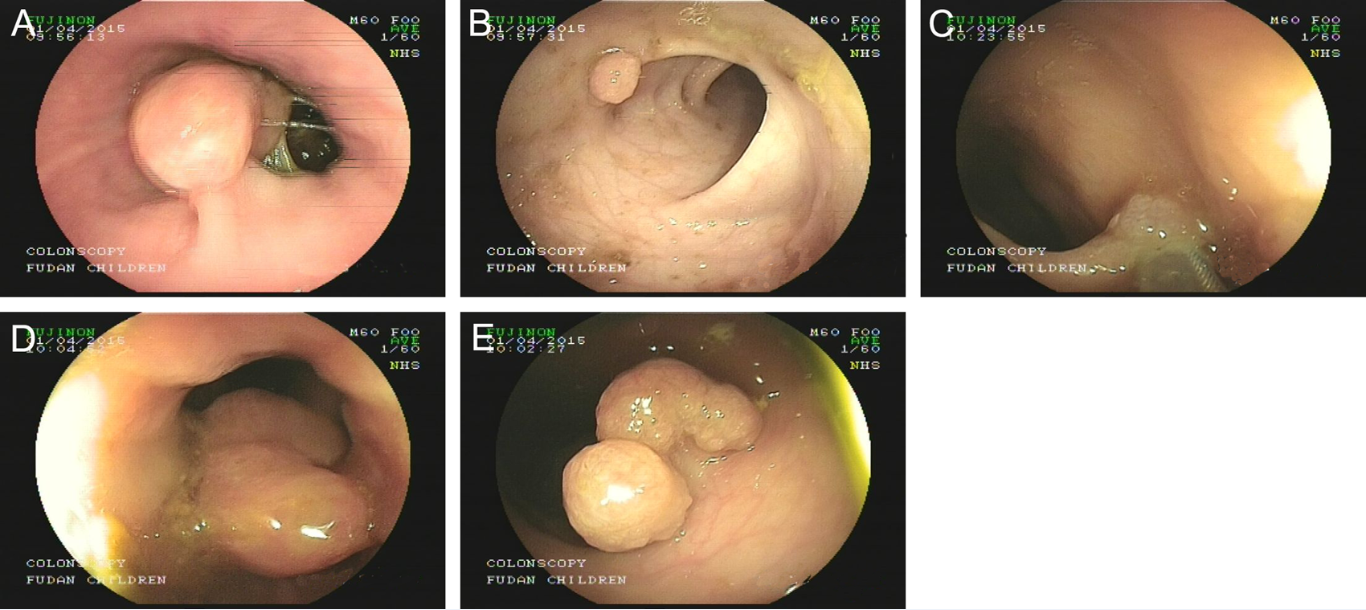 A
FUJINON
01/04/2015
09:56:13
M60 F00
AVE
1/60
NHS
COLONSCOPY
FUDAN CHILDREN
B
FUJINON
01/04/2015
09:57:31
M60 F00
AVE
1/60
NHS
COLONSCOPY
FUDAN CHILDREN
C
FUJINON
01/04/2015
10:23:55
M60 F00
AVE
1/60
NHS
COLONSCOPY
FUDAN CHILDREN
D
FUJINON
01/04/2015
M60 F00
AVE
1/60
NHS
COLONSCOPY
FUDAN CHILDREN
E
FUJINON
01/04/2015
10:02:27
M60 F00
AVE
1/60
NHS
COLONSCOPY
FUDAN CHILDREN